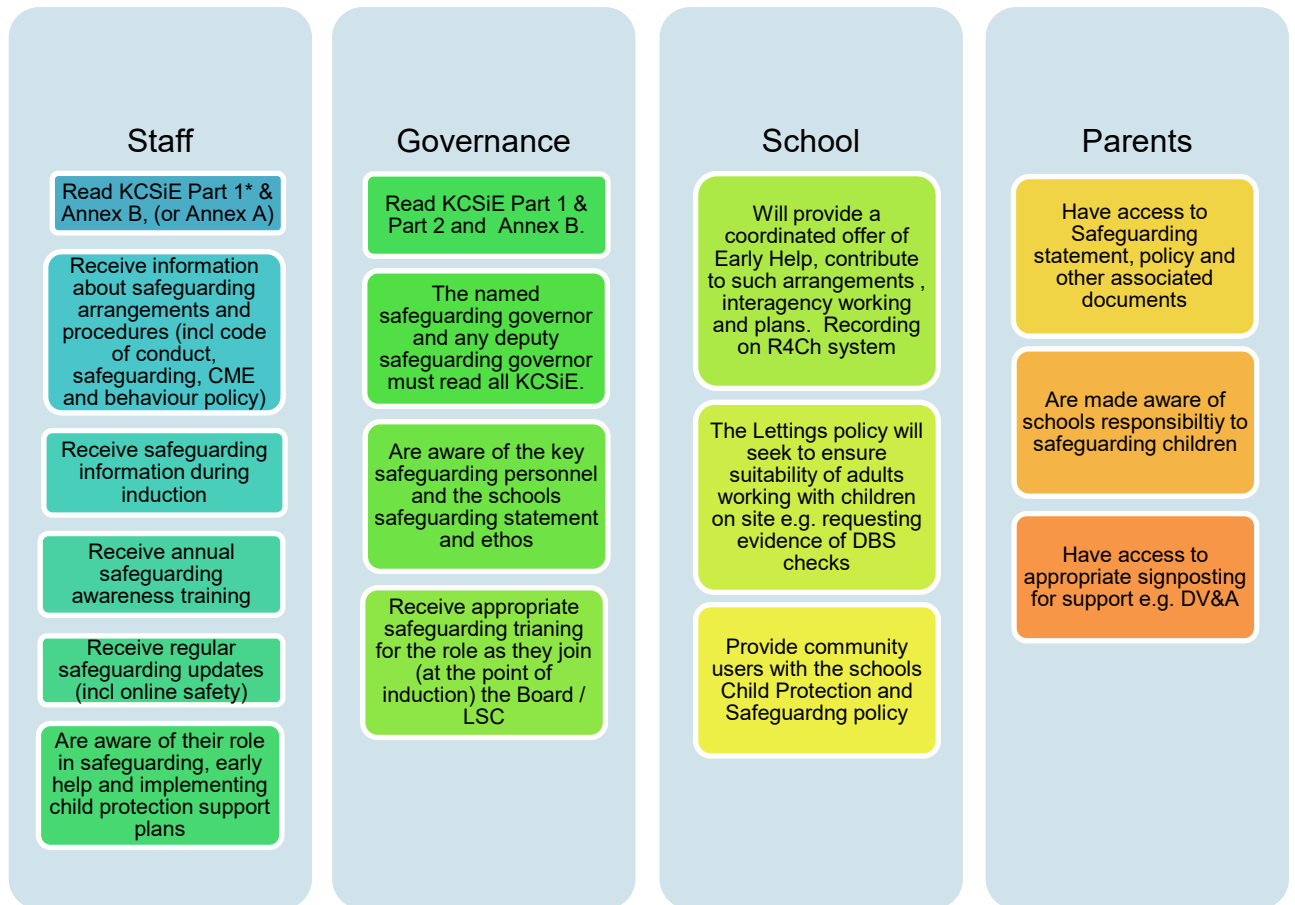 Staff
Read KCSiE Part 1* &
Annex B, (or Annex A)
Receive information
about safeguarding
arrangements and
procedures (incl code
of conduct,
safeguarding, CME
and behaviour policy)
Receive safeguarding
information during
induction
Receive annual
safeguarding
awareness training
Receive regular
safeguarding updates
(incl online safety)
Are aware of their role
in safeguarding, early
help and implementing
child protection support
plans
Governance
Read KCSiE Part 1 &
Part 2 and  Annex B.
The named
safeguarding governor
and any deputy
safeguarding governor
must read all KCSiE.
Are aware of the key
safeguarding personnel
and the schools
safeguarding statement
and ethos
Receive appropriate
safeguarding trianing
for the role as they join
(at the point of
induction) the Board /
LSC
School
Will provide a
coordinated offer of
Early Help, contribute
to such arrangements ,
interagency working
and plans.  Recording
on R4Ch system
The Lettings policy will
seek to ensure
suitability of adults
working with children
on site e.g. requesting
evidence of DBS
checks
Provide community
users with the schools
Child Protection and
Safeguardng policy
Parents
Have access to
Safeguarding
statement, policy and
other associated
documents
Are made aware of
schools responsibiltiy to
safeguarding children
Have access to
appropriate signposting
for support e.g. DV&A